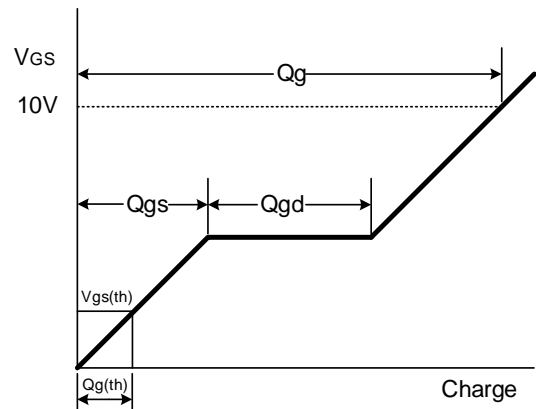 VGS
Qg
10V
Qgs
Qgd
Vgs(th)
Qg(th)
Charge